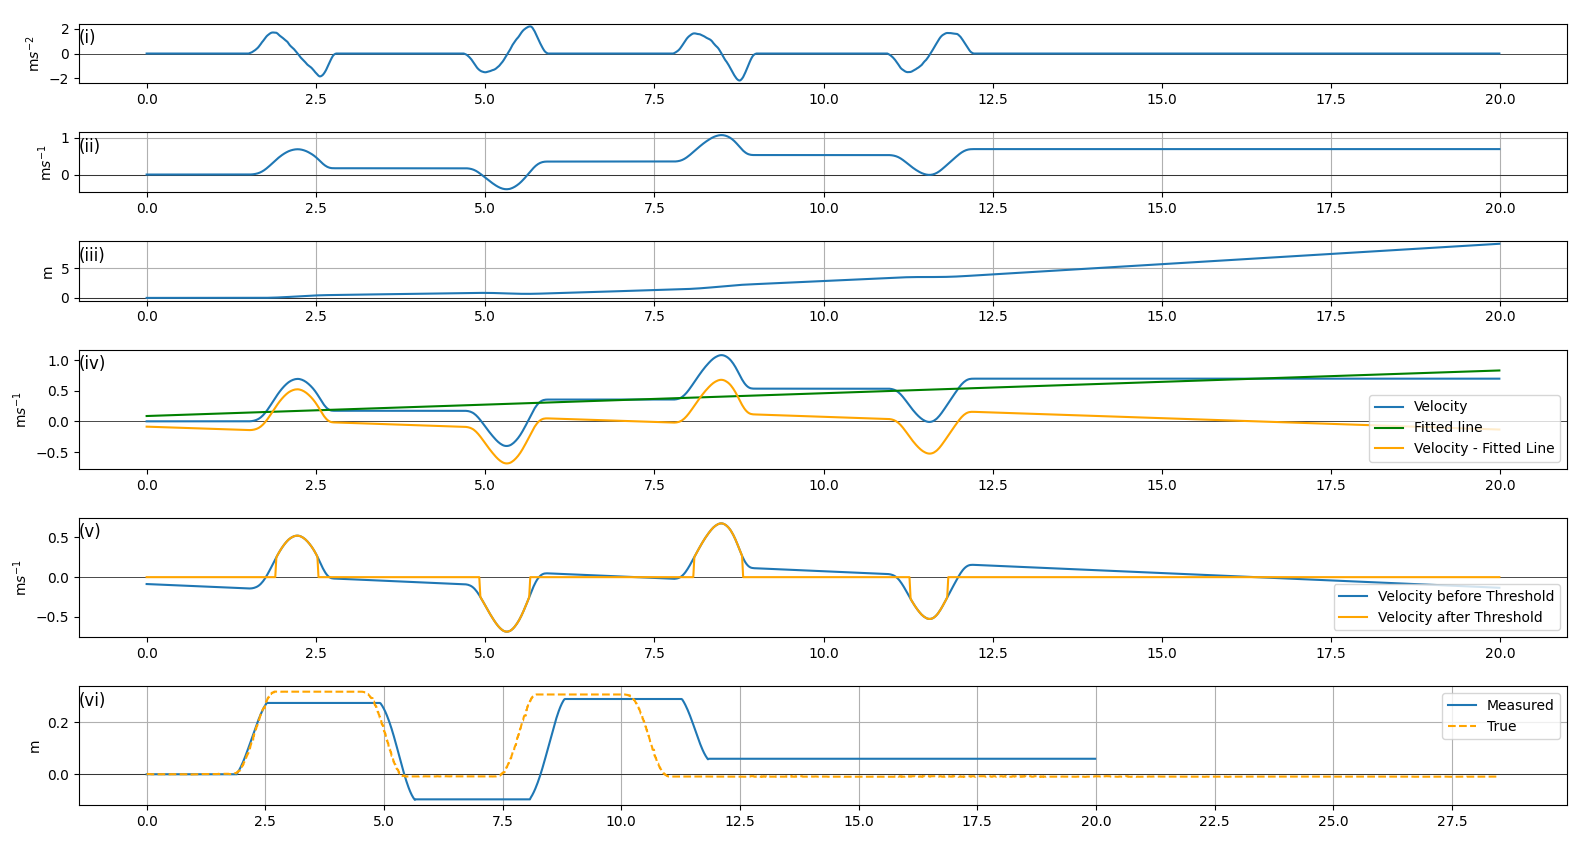 (i)
ms⁻²
2
0
−2
0.0 2.5 5.0 7.5 10.0 12.5 15.0 17.5 20.0
(ii)
ms⁻¹
1
0
0.0 2.5 5.0 7.5 10.0 12.5 15.0 17.5 20.0
(iii)
m
5
0
0.0 2.5 5.0 7.5 10.0 12.5 15.0 17.5 20.0
(iv)
ms⁻¹
1.0
0.5
0.0
−0.5
Velocity
Fitted line
Velocity - Fitted Line
0.0 2.5 5.0 7.5 10.0 12.5 15.0 17.5 20.0
(v)
ms⁻¹
0.5
0.0
−0.5
Velocity before Threshold
Velocity after Threshold
0.0 2.5 5.0 7.5 10.0 12.5 15.0 17.5 20.0
(vi)
m
0.2
0.0
Measured
True
0.0 2.5 5.0 7.5 10.0 12.5 15.0 17.5 20.0 22.5 25.0 27.5